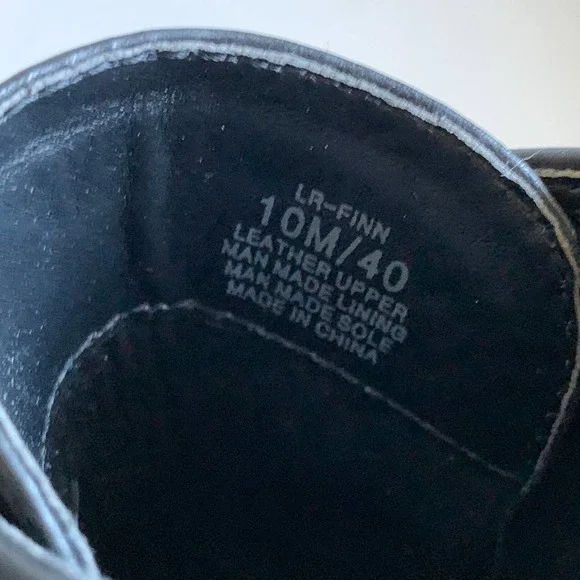 LR-FINN
10M/40
LEATHER UPPER
MAN MADE LINING
MAN MADE SOLE
MADE IN CHINA